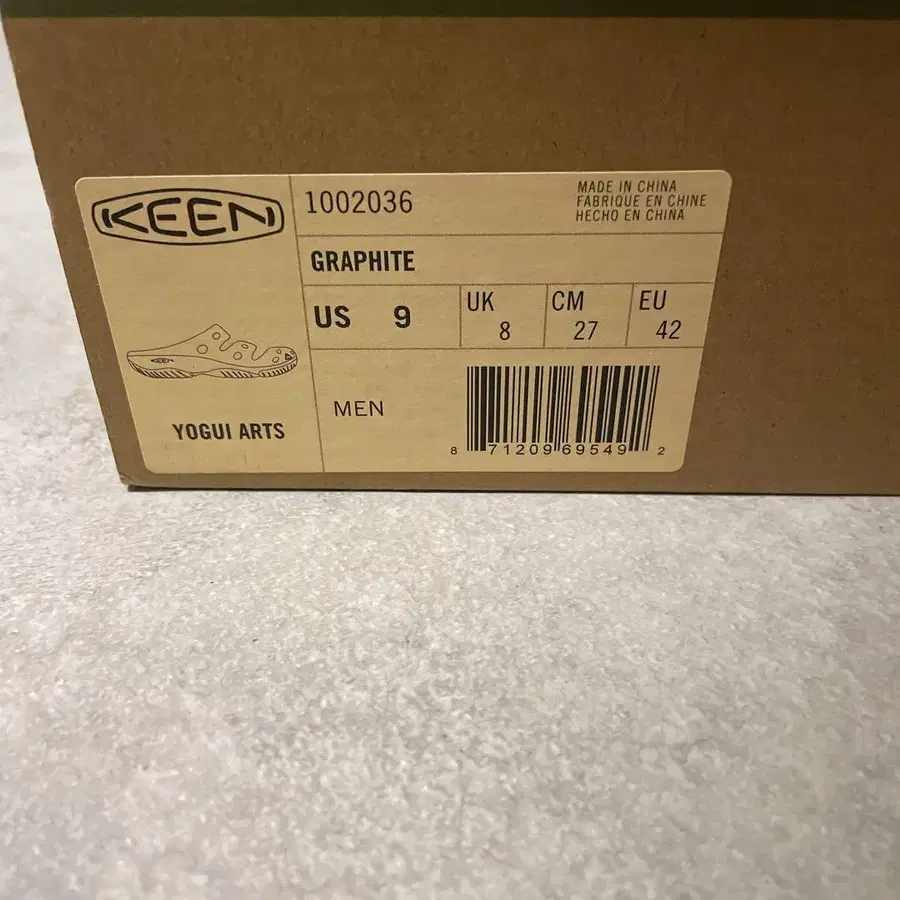 KEEN
1002036
MADE IN CHINA
FABRIQUE EN CHINE
HECHO EN CHINA
GRAPHITE
US 9
UK 8
CM 27
EU 42
KEEN
YOGUI ARTS
MEN
8 71209 69549 2